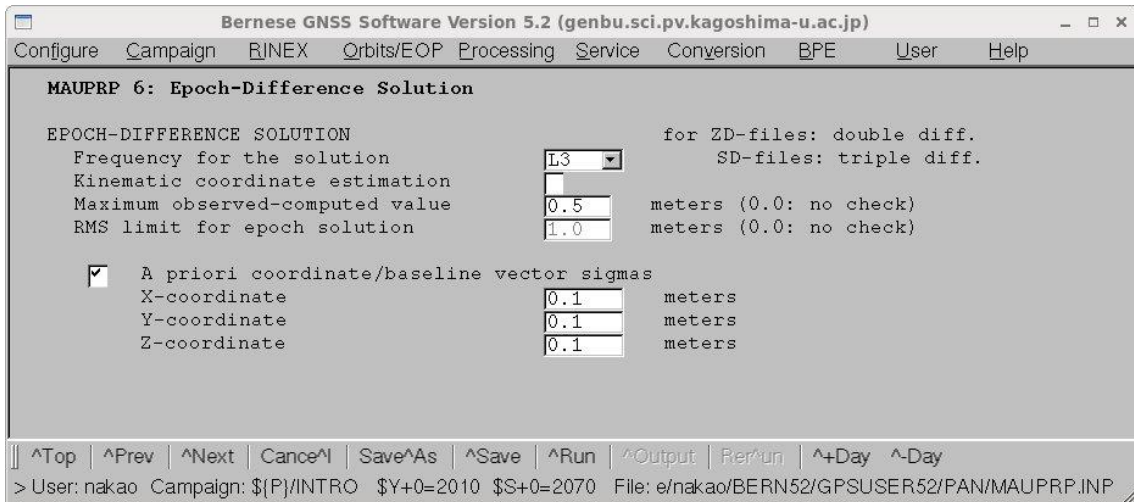 Bernese GNSS Software Version 5.2 (genbu.sci.pv.kagoshima-u.ac.jp)
Configure Campaign RINEX Orbits/EOP Processing Service Conversion BPE User Help
MAUPRP 6: Epoch-Difference Solution
EPOCH-DIFFERENCE SOLUTION for ZD-files: double diff.
Frequency for the solution L3 SD-files: triple diff.
Kinematic coordinate estimation
Maximum observed-computed value 0.5 meters (0.0: no check)
RMS limit for epoch solution 1.0 meters (0.0: no check)
A priori coordinate/baseline vector sigmas
X-coordinate 0.1 meters
Y-coordinate 0.1 meters
Z-coordinate 0.1 meters
^Top | ^Prev | ^Next | Cance^l | Save^As | ^Save | ^Run | ^Output | Rer^un | ^+Day ^-Day
> User: nakao Campaign: ${P}/INTRO $Y+0=2010 $S+0=2070 File: e/nakao/BERN52/GPSUSER52/PAN/MAUPRP.INP